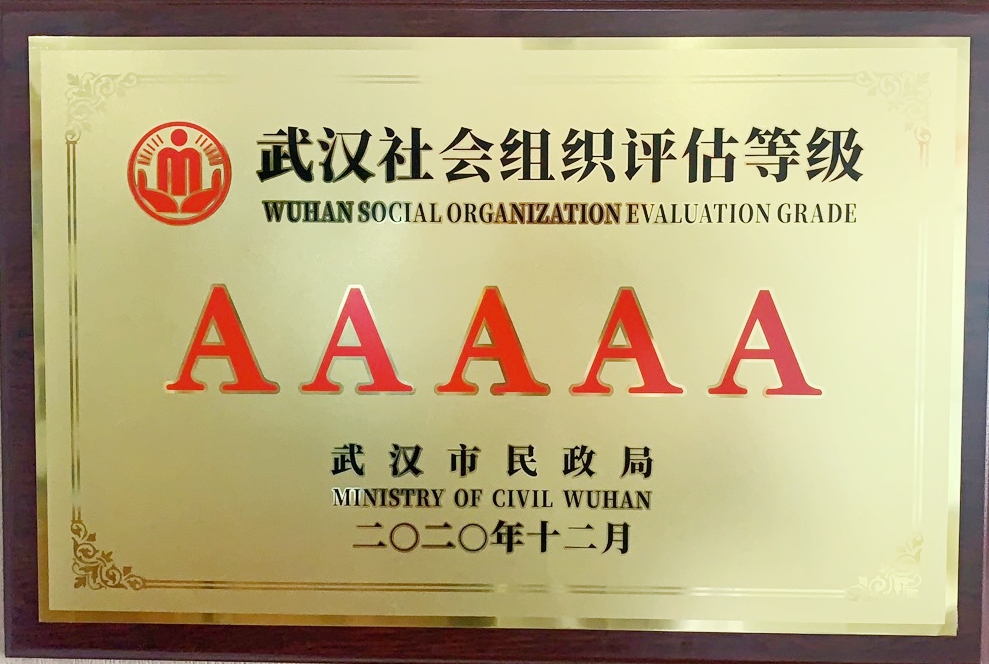 武汉社会组织评估等级
WUHAN SOCIAL ORGANIZATION EVALUATION GRADE
AAAAA
武汉市民政局
MINISTRY OF CIVIL WUHAN
二〇二〇年十二月